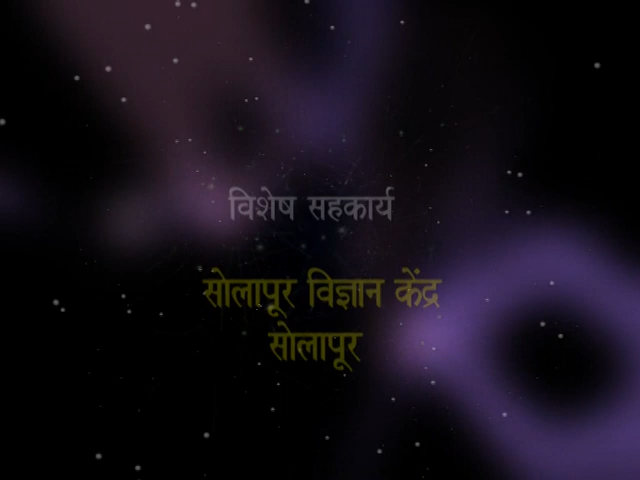 विशेष सहकार्य
सोलापूर विज्ञान केंद्र
सोलापूर